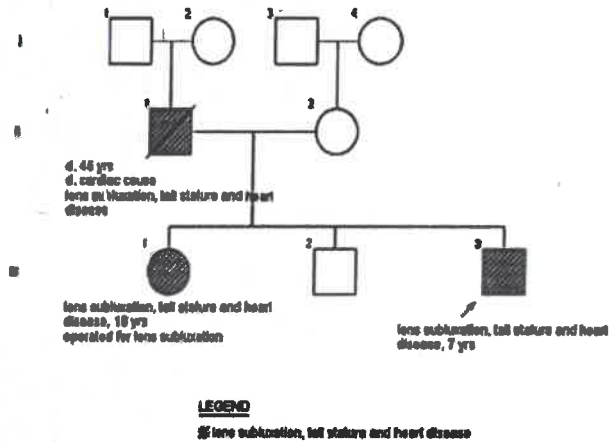 1
2
3
4
I
II
1
2
d. 45 yrs
d. cardiac cause
lens subluxation, tall stature and heart
disease
III
1
2
3
lens subluxation, tall stature and heart
disease, 16 yrs
operated for lens subluxation
lens subluxation, tall stature and heart
disease, 7 yrs
LEGEND
lens subluxation, tall stature and heart disease